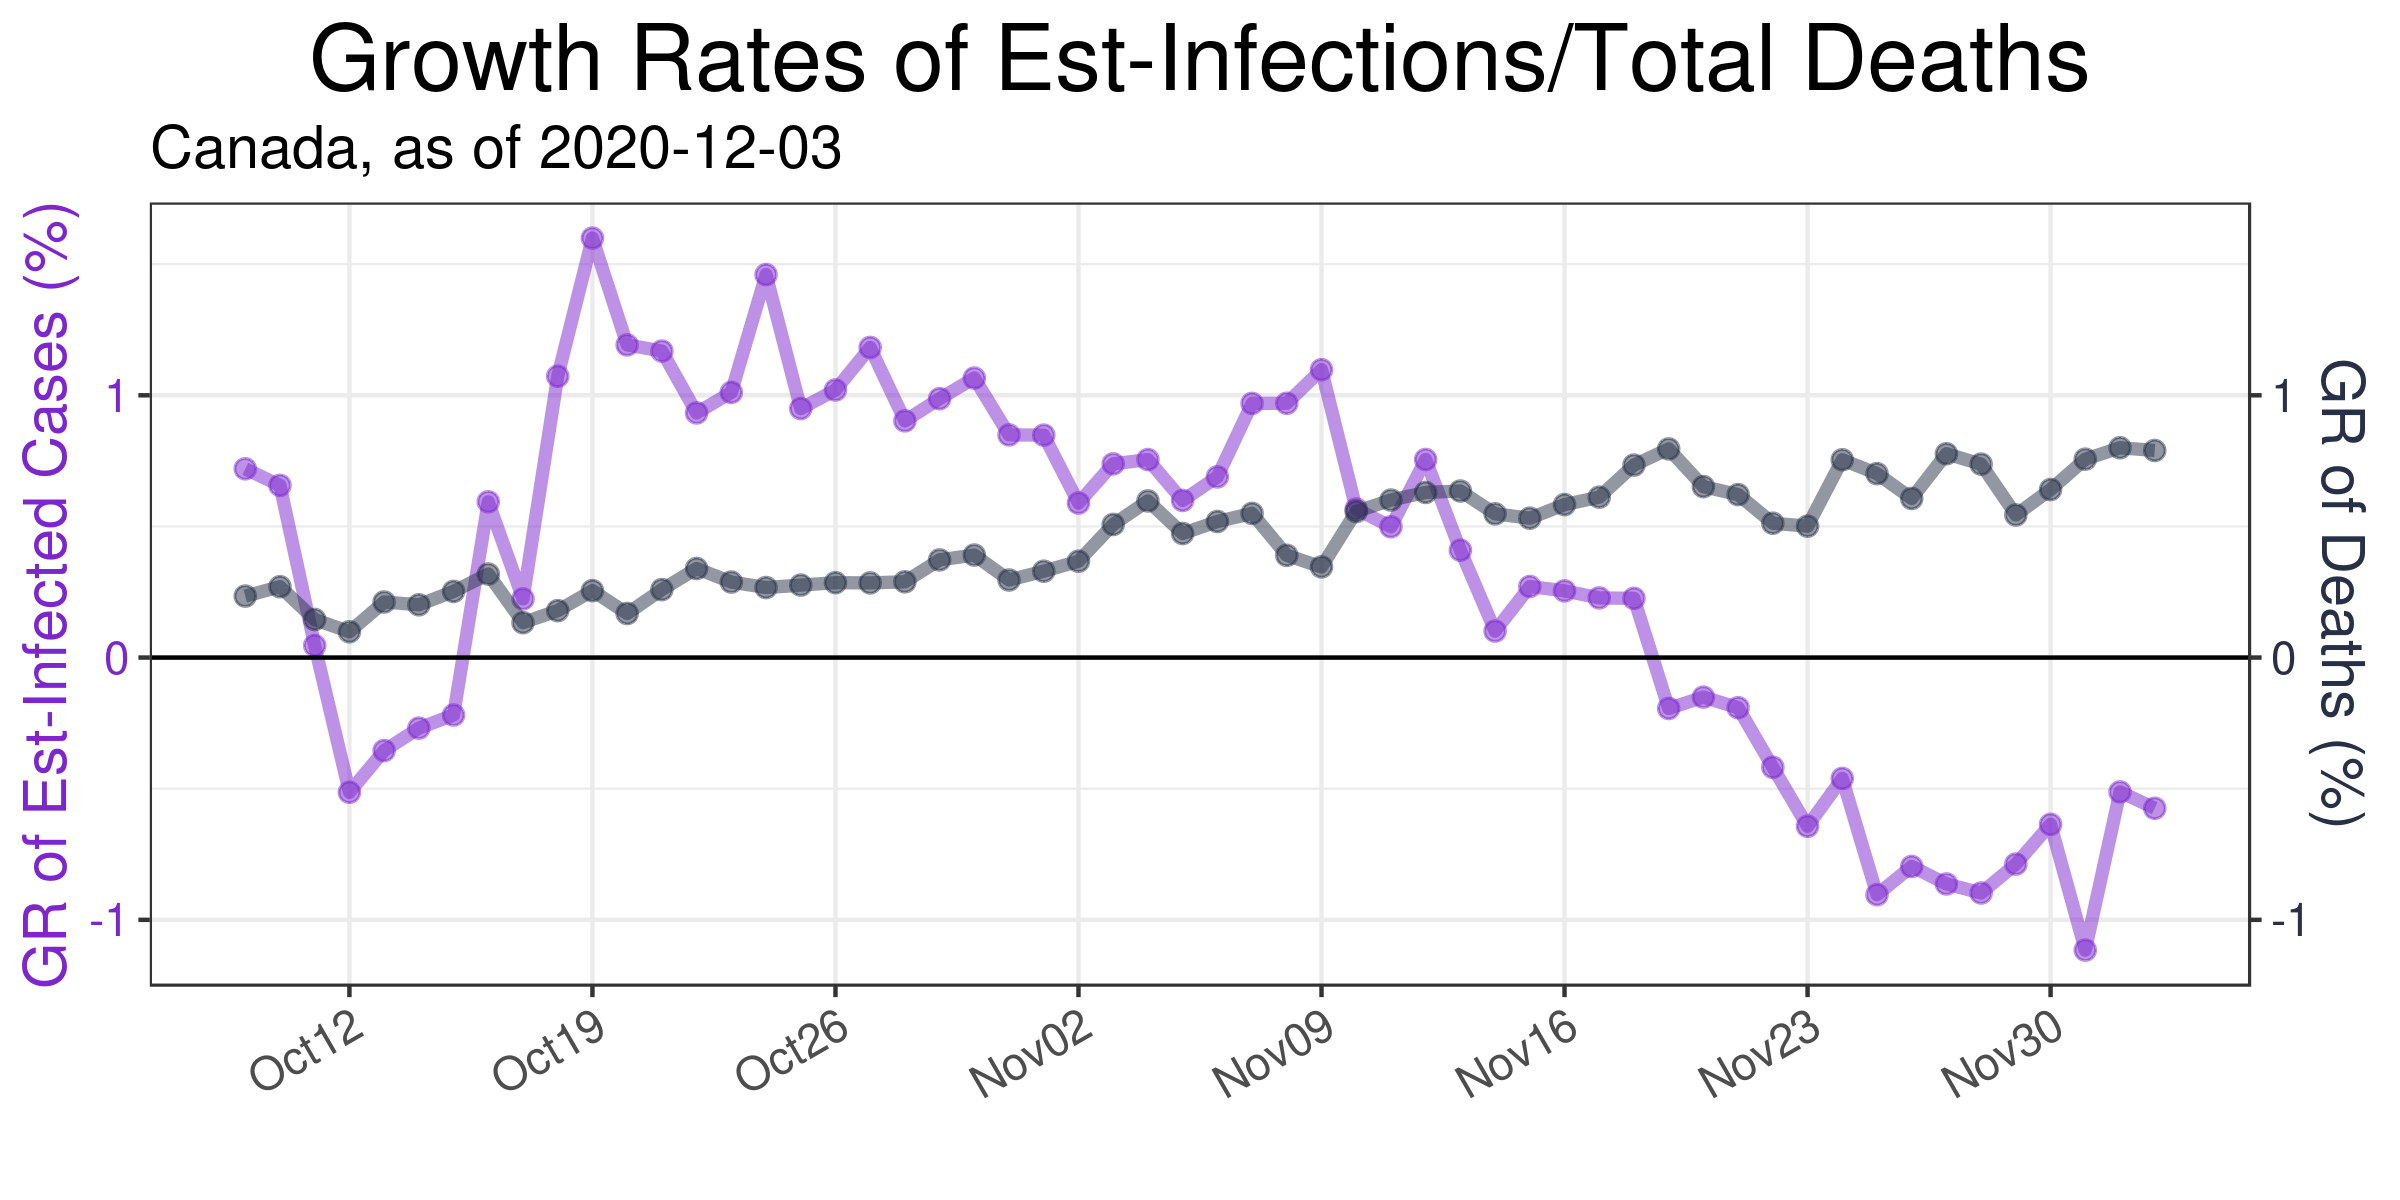 Growth Rates of Est-Infections/Total Deaths
Canada, as of 2020-12-03
GR of Est-Infected Cases (%)
1
0
-1
1
0
-1
GR of Deaths (%)
Oct12
Oct19
Oct26
Nov02
Nov09
Nov16
Nov23
Nov30